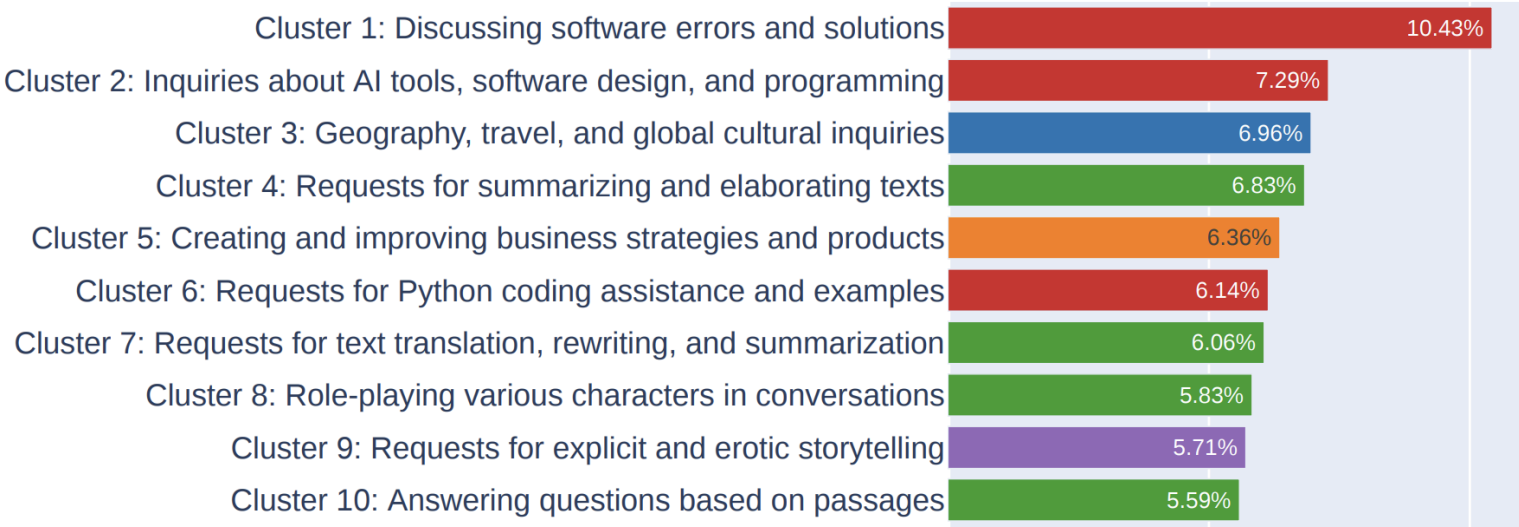 Cluster 1: Discussing software errors and solutions 10.43%
Cluster 2: Inquiries about AI tools, software design, and programming 7.29%
Cluster 3: Geography, travel, and global cultural inquiries 6.96%
Cluster 4: Requests for summarizing and elaborating texts 6.83%
Cluster 5: Creating and improving business strategies and products 6.36%
Cluster 6: Requests for Python coding assistance and examples 6.14%
Cluster 7: Requests for text translation, rewriting, and summarization 6.06%
Cluster 8: Role-playing various characters in conversations 5.83%
Cluster 9: Requests for explicit and erotic storytelling 5.71%
Cluster 10: Answering questions based on passages 5.59%